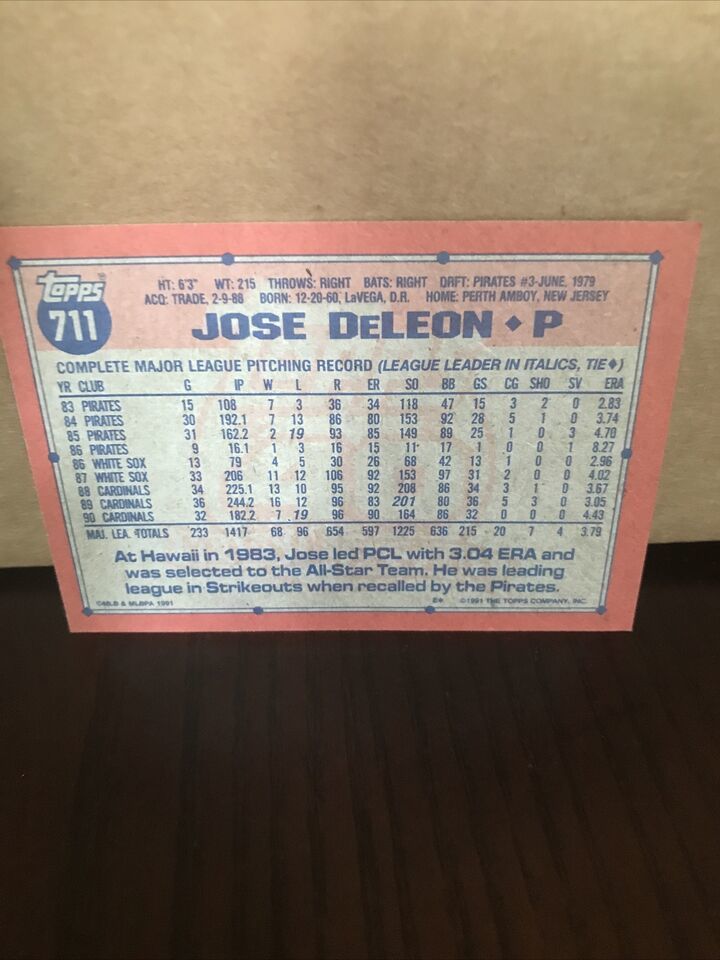 Topps
711
HT: 6'3" WT: 215 THROWS: RIGHT BATS: RIGHT DRFT: PIRATES #3-JUNE, 1979
ACQ: TRADE, 2-9-88 BORN: 12-20-60, LaVEGA, D.R. HOME: PERTH AMBOY, NEW JERSEY
JOSE DeLEON ◆ P
COMPLETE MAJOR LEAGUE PITCHING RECORD (LEAGUE LEADER IN ITALICS, TIE◆)
YR CLUB G IP W L R ER SO BB GS CG SHO SV ERA
83 PIRATES 15 108 7 3 36 34 118 47 15 3 2 0 2.83
84 PIRATES 30 192.1 7 13 86 80 153 92 28 5 1 0 3.74
85 PIRATES 31 162.2 2 19 93 85 149 89 25 1 0 3 4.70
86 PIRATES 9 16.1 1 3 16 15 11 17 1 0 0 1 8.27
86 WHITE SOX 13 79 4 5 30 26 68 42 13 1 0 0 2.96
87 WHITE SOX 33 206 11 12 106 92 153 97 31 2 0 0 4.02
88 CARDINALS 34 225.1 13 10 95 92 208 86 34 3 1 0 3.67
89 CARDINALS 36 244.2 16 12 96 83 201 80 36 5 3 0 3.05
90 CARDINALS 32 182.2 7 19 96 90 164 86 32 0 0 0 4.43
MAJ. LEA. TOTALS 233 1417 68 96 654 597 1225 636 215 20 7 4 3.79
At Hawaii in 1983, Jose led PCL with 3.04 ERA and
was selected to the All-Star Team. He was leading
league in Strikeouts when recalled by the Pirates.
©MLB & MLBPA 1991 E* ©1991 THE TOPPS COMPANY, INC.